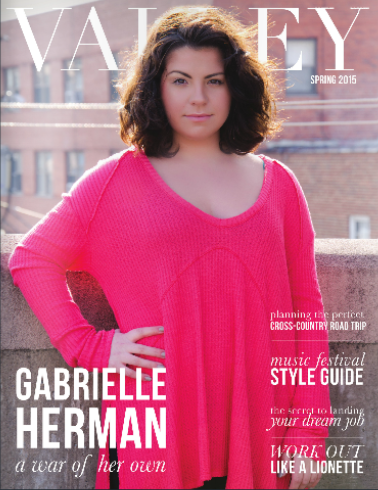 VALLEY
SPRING 2015
planning the perfect
CROSS-COUNTRY ROAD TRIP
music festival
STYLE GUIDE
the secret to landing
your dream job
WORK OUT
LIKE A LIONETTE
GABRIELLE
HERMAN
a war of her own